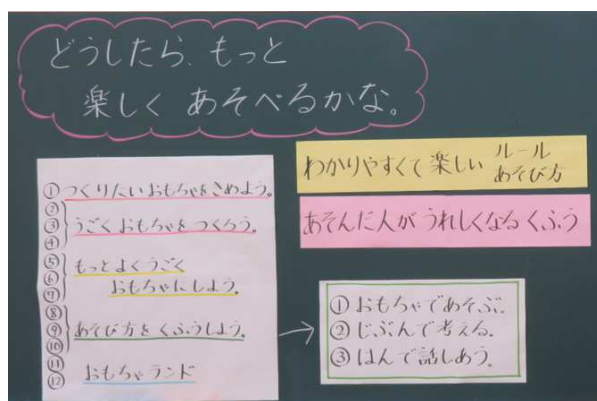 どうしたら、もっと
楽しく あそべるかな。
わかりやすくて楽しい ルール
あそび方
あそんだ人が うれしくなる くふう
① つくりたいおもちゃをきめよう。
②
③ うごくおもちゃをつくろう。
④
⑤ もっとよくうごく
⑥ おもちゃにしよう。
⑦
⑧
⑨ あそび方をくふうしよう。
⑩
⑪
⑫ おもちゃランド
① おもちゃであそぶ。
② じぶんで考える。
③ はんで話しあう。